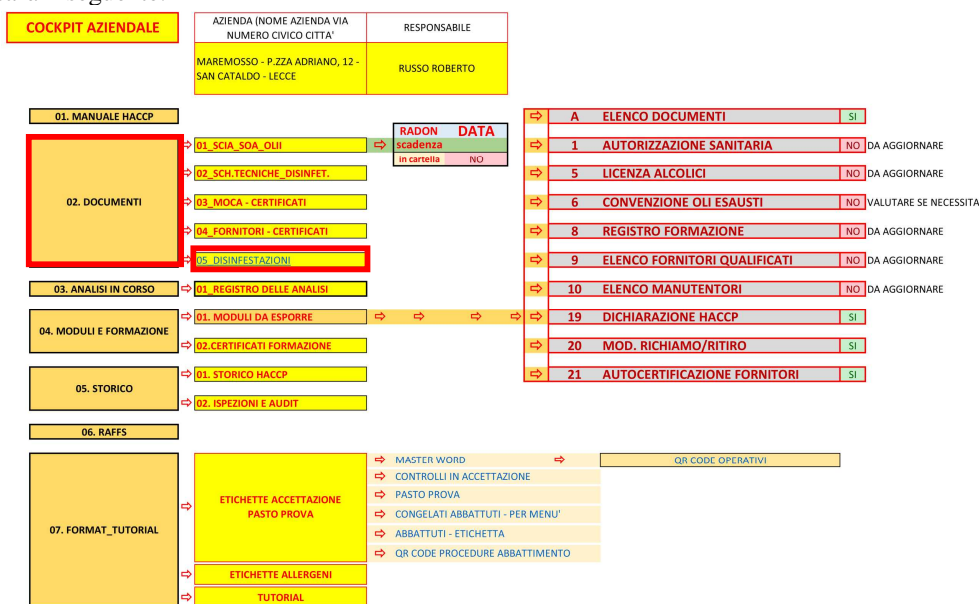 COCKPIT AZIENDALE
AZIENDA (NOME AZIENDA VIA
NUMERO CIVICO CITTA'
RESPONSABILE
MAREMOSSO - P.ZZA ADRIANO, 12 -
SAN CATALDO - LECCE
RUSSO ROBERTO
01. MANUALE HACCP
A ELENCO DOCUMENTI SI
RADON DATA
scadenza
in cartella NO
02. DOCUMENTI
01_SCIA_SOA_OLII
1 AUTORIZZAZIONE SANITARIA NO DA AGGIORNARE
02_SCH.TECNICHE_DISINFET.
5 LICENZA ALCOLICI NO DA AGGIORNARE
03_MOCA - CERTIFICATI
6 CONVENZIONE OLI ESAUSTI NO VALUTARE SE NECESSITA
04_FORNITORI - CERTIFICATI
8 REGISTRO FORMAZIONE NO DA AGGIORNARE
05_DISINFESTAZIONI
9 ELENCO FORNITORI QUALIFICATI NO DA AGGIORNARE
03. ANALISI IN CORSO
01_REGISTRO DELLE ANALISI
10 ELENCO MANUTENTORI NO DA AGGIORNARE
04. MODULI E FORMAZIONE
01. MODULI DA ESPORRE
19 DICHIARAZIONE HACCP SI
02.CERTIFICATI FORMAZIONE
20 MOD. RICHIAMO/RITIRO SI
05. STORICO
01. STORICO HACCP
21 AUTOCERTIFICAZIONE FORNITORI SI
02. ISPEZIONI E AUDIT
06. RAFFS
07. FORMAT_TUTORIAL
ETICHETTE ACCETTAZIONE
PASTO PROVA
MASTER WORD
QR CODE OPERATIVI
CONTROLLI IN ACCETTAZIONE
PASTO PROVA
CONGELATI ABBATTUTI - PER MENU'
ABBATTUTI - ETICHETTA
QR CODE PROCEDURE ABBATTIMENTO
ETICHETTE ALLERGENI
TUTORIAL